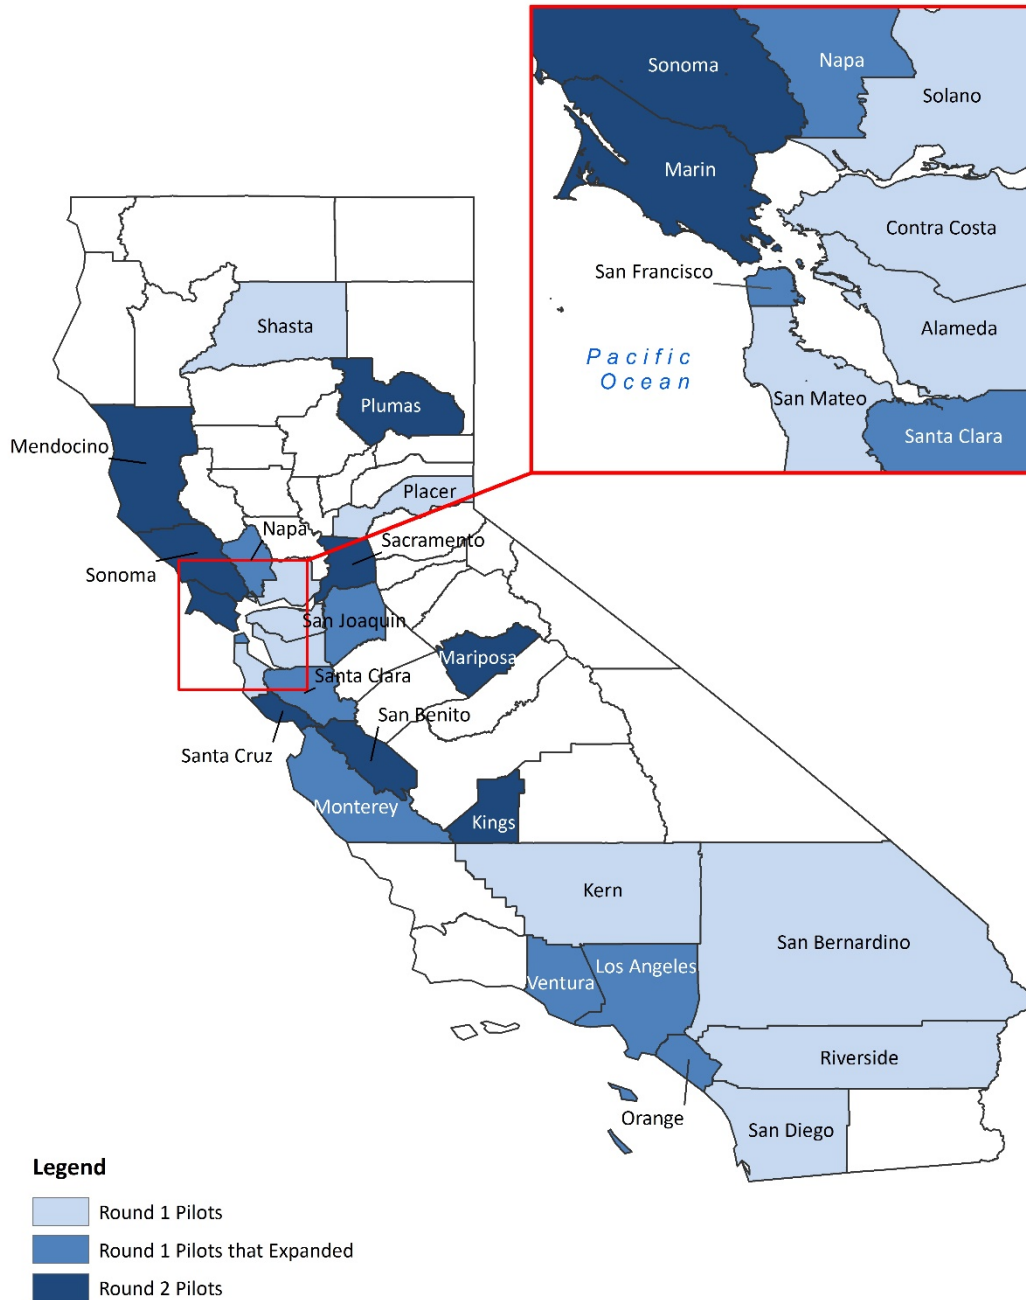 Sonoma
Napa
Solano
Marin
Contra Costa
San Francisco
Alameda
Pacific
Ocean
San Mateo
Santa Clara
Shasta
Plumas
Mendocino
Placer
Napa
Sacramento
Sonoma
San Joaquin
Mariposa
Santa Clara
San Benito
Santa Cruz
Monterey
Kings
Kern
San Bernardino
Los Angeles
Ventura
Riverside
Orange
San Diego
Legend
Round 1 Pilots
Round 1 Pilots that Expanded
Round 2 Pilots